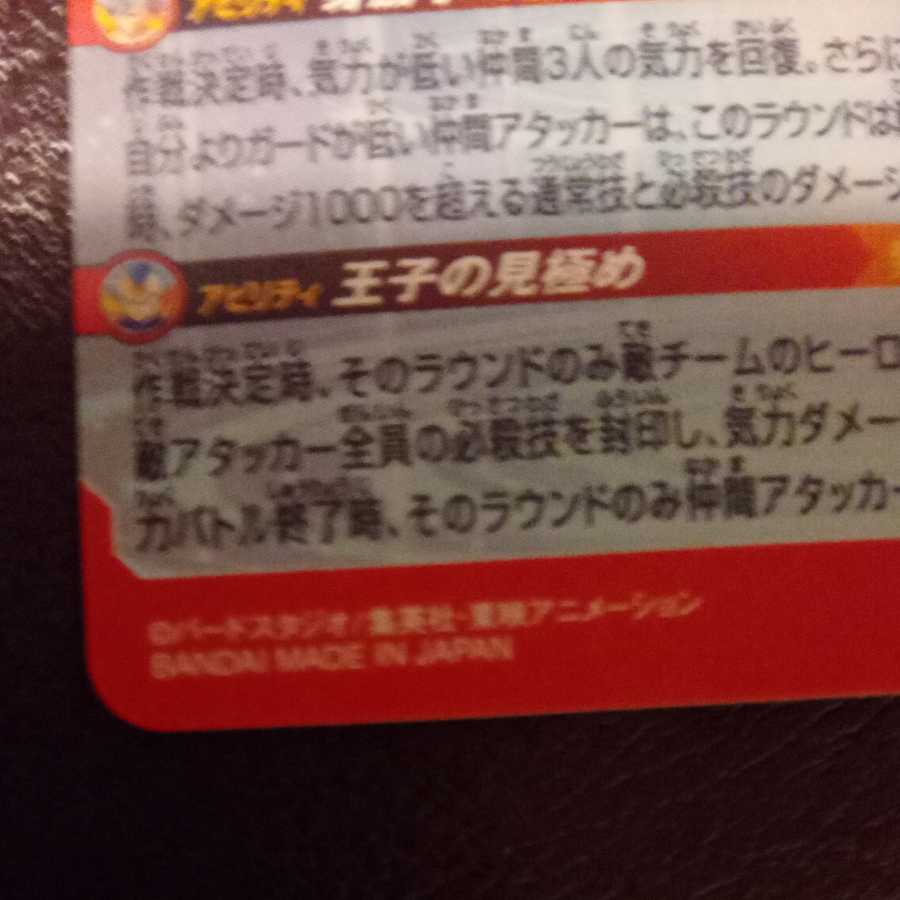 アビリティ
作戦決定時、気力が低い仲間3人の気力を回復。さらに
自分よりガードが低い仲間アタッカーは、このラウンドは
ダメージ1000を超える通常技と必殺技のダメージ
アビリティ 王子の見極め
作戦決定時、そのラウンドのみ敵チームのヒーロ
敵アタッカー全員の必殺技を封印し、気力ダメー
力バトル終了時、そのラウンドのみ仲間アタッカー
©バードスタジオ/集英社・東映アニメーション
BANDAI MADE IN JAPAN